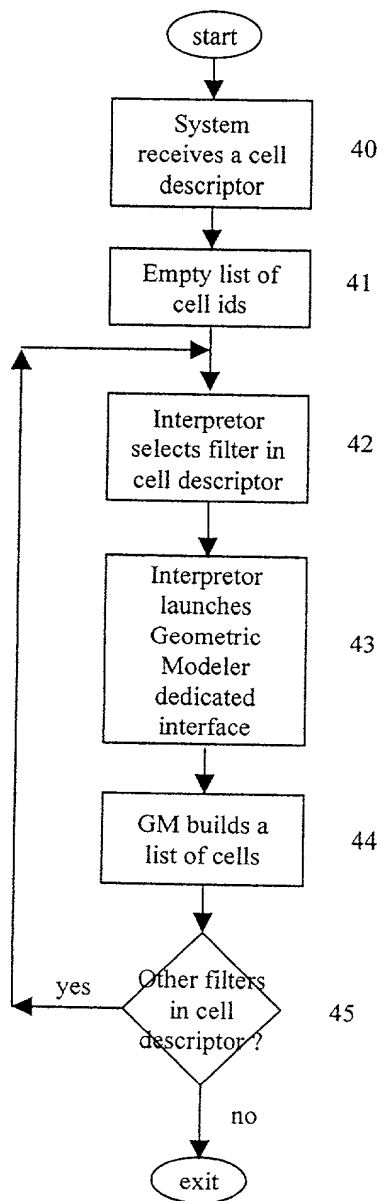 start
System
receives a cell
descriptor
40
Empty list of
cell ids
41
Interpretor
selects filter in
cell descriptor
42
Interpretor
launches
Geometric
Modeler
dedicated
interface
43
GM builds a
list of cells
44
Other filters
in cell
descriptor ?
45
yes
no
exit